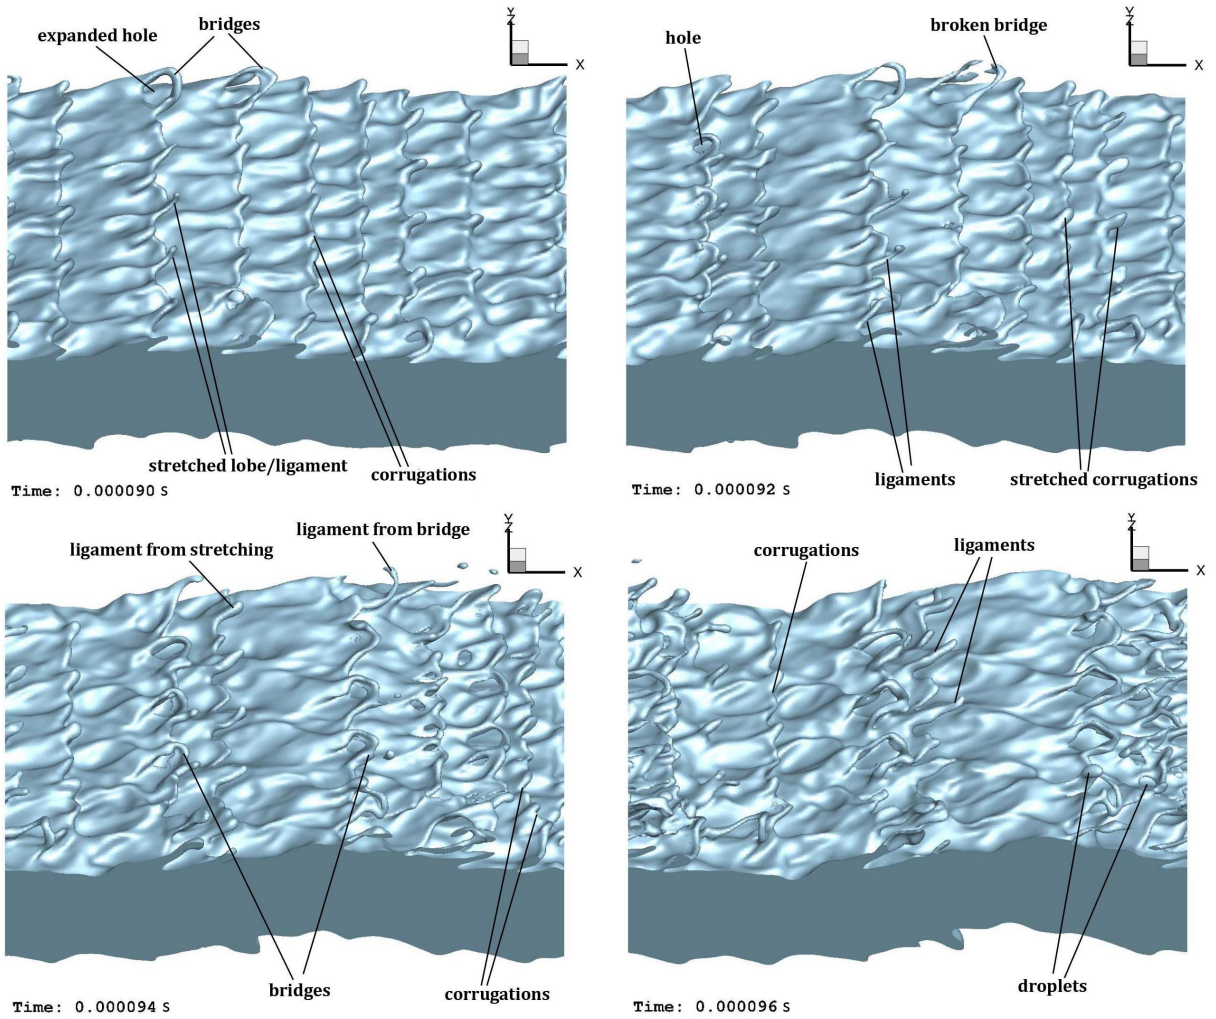 bridges
expanded hole
Y
Z
X
stretched lobe/ligament
corrugations
Time: 0.000090 S
broken bridge
hole
Y
Z
X
ligaments
stretched corrugations
Time: 0.000092 S
ligament from bridge
ligament from stretching
Y
Z
X
bridges
corrugations
Time: 0.000094 S
ligaments
corrugations
Y
Z
X
droplets
Time: 0.000096 S